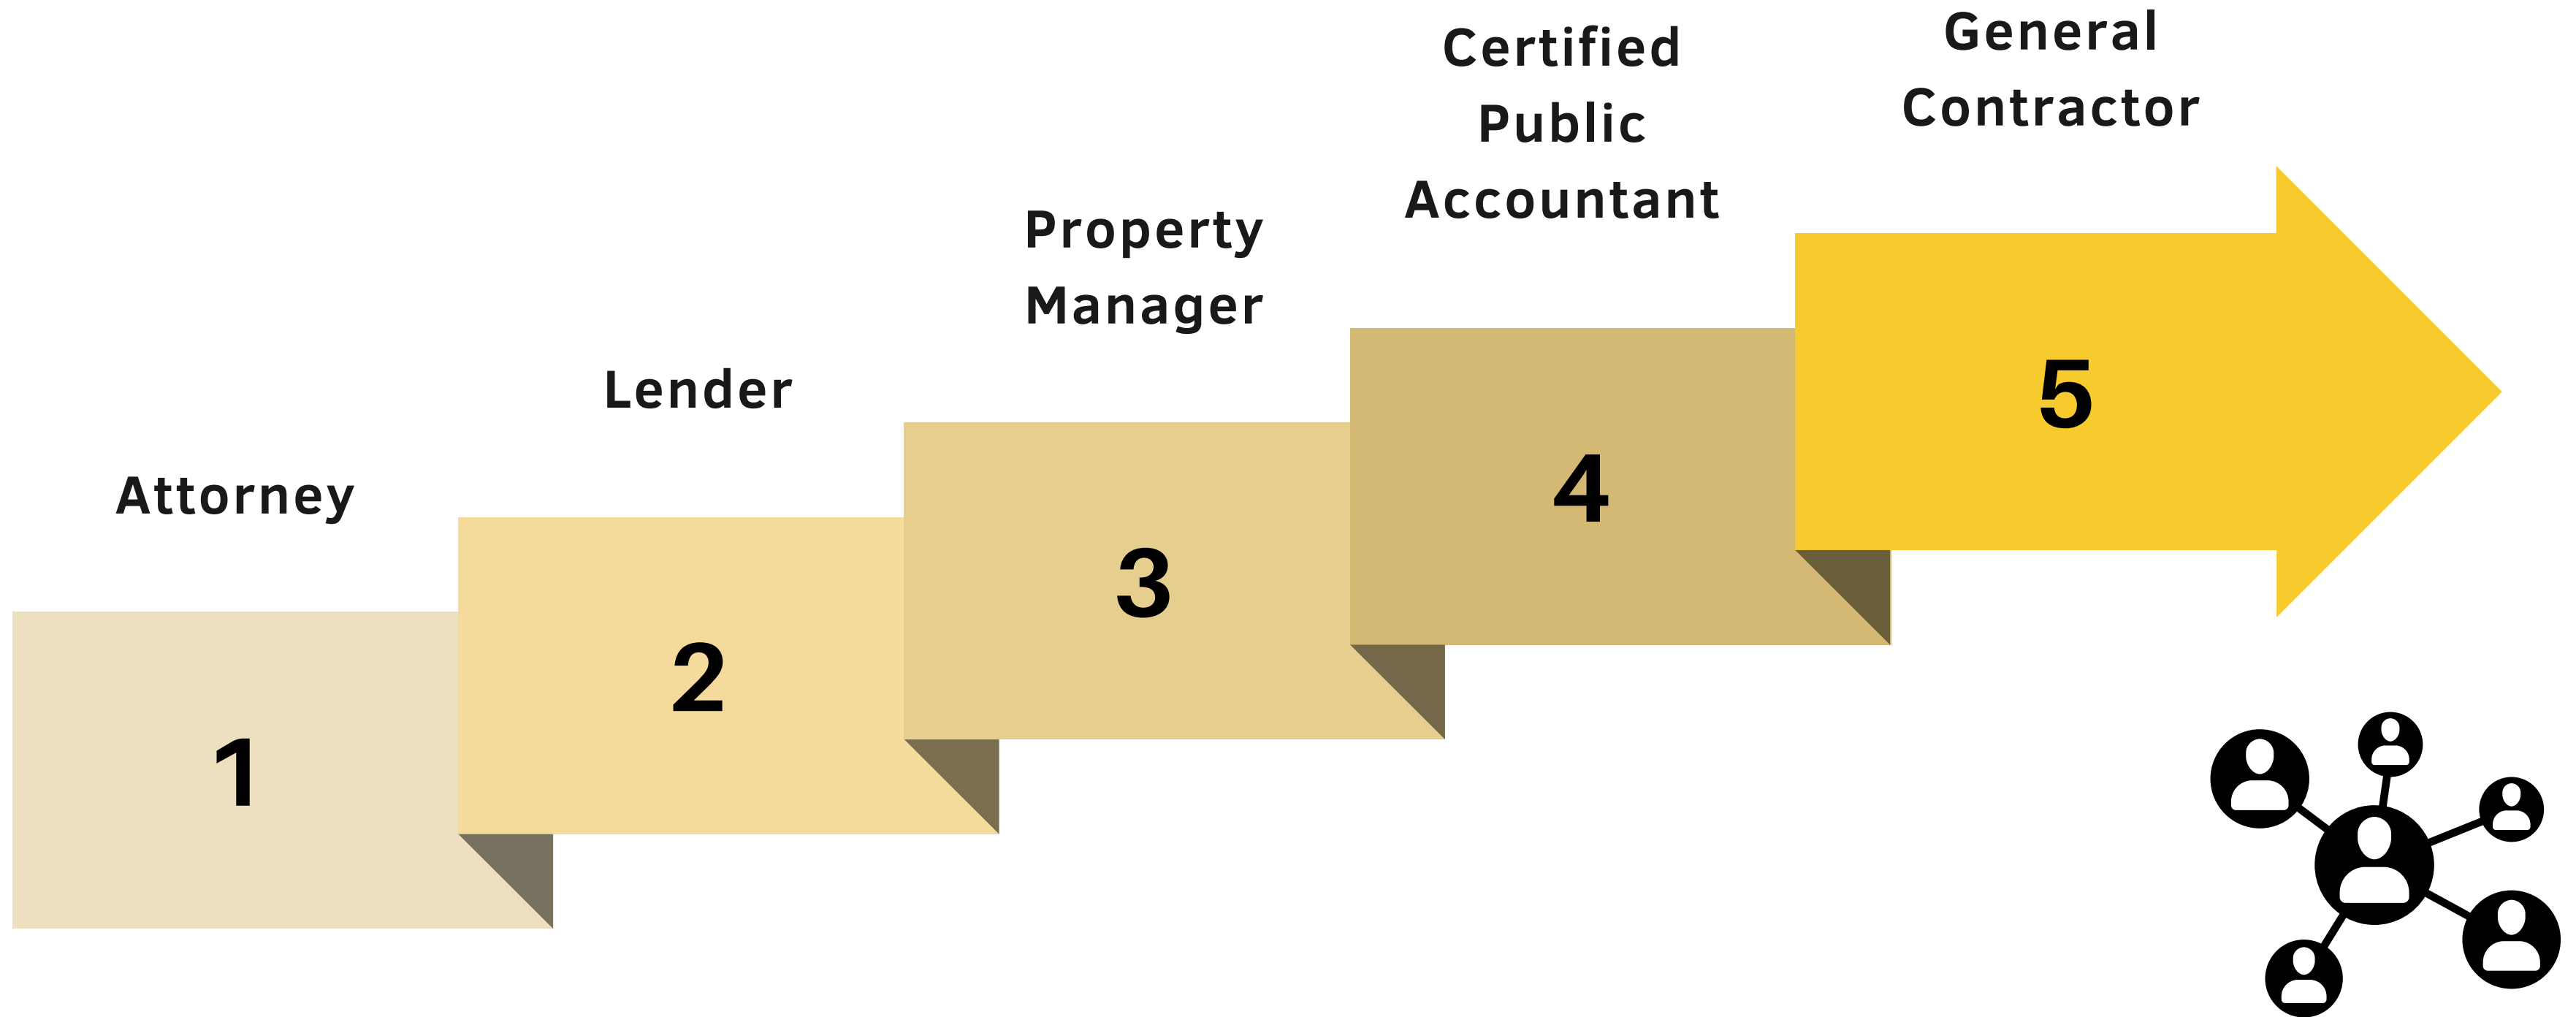 Attorney
1
Lender
2
Property
Manager
3
Certified
Public
Accountant
4
General
Contractor
5